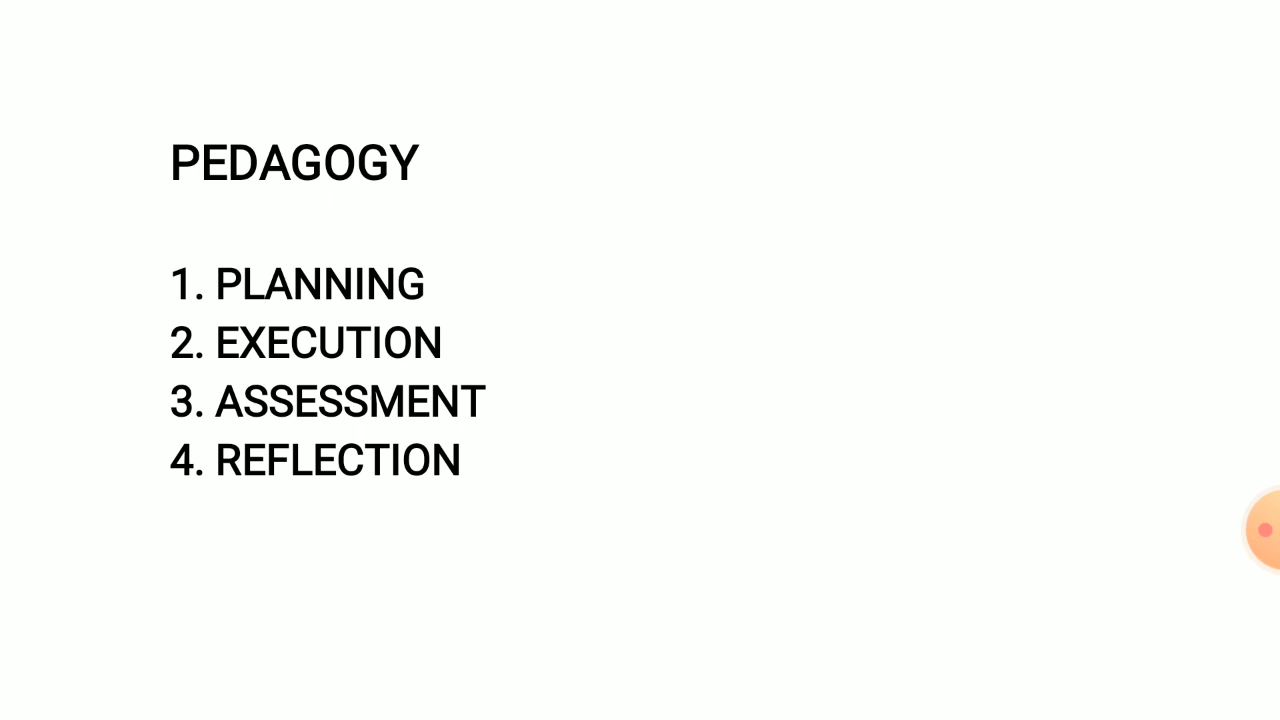 PEDAGOGY
1. PLANNING
2. EXECUTION
3. ASSESSMENT
4. REFLECTION